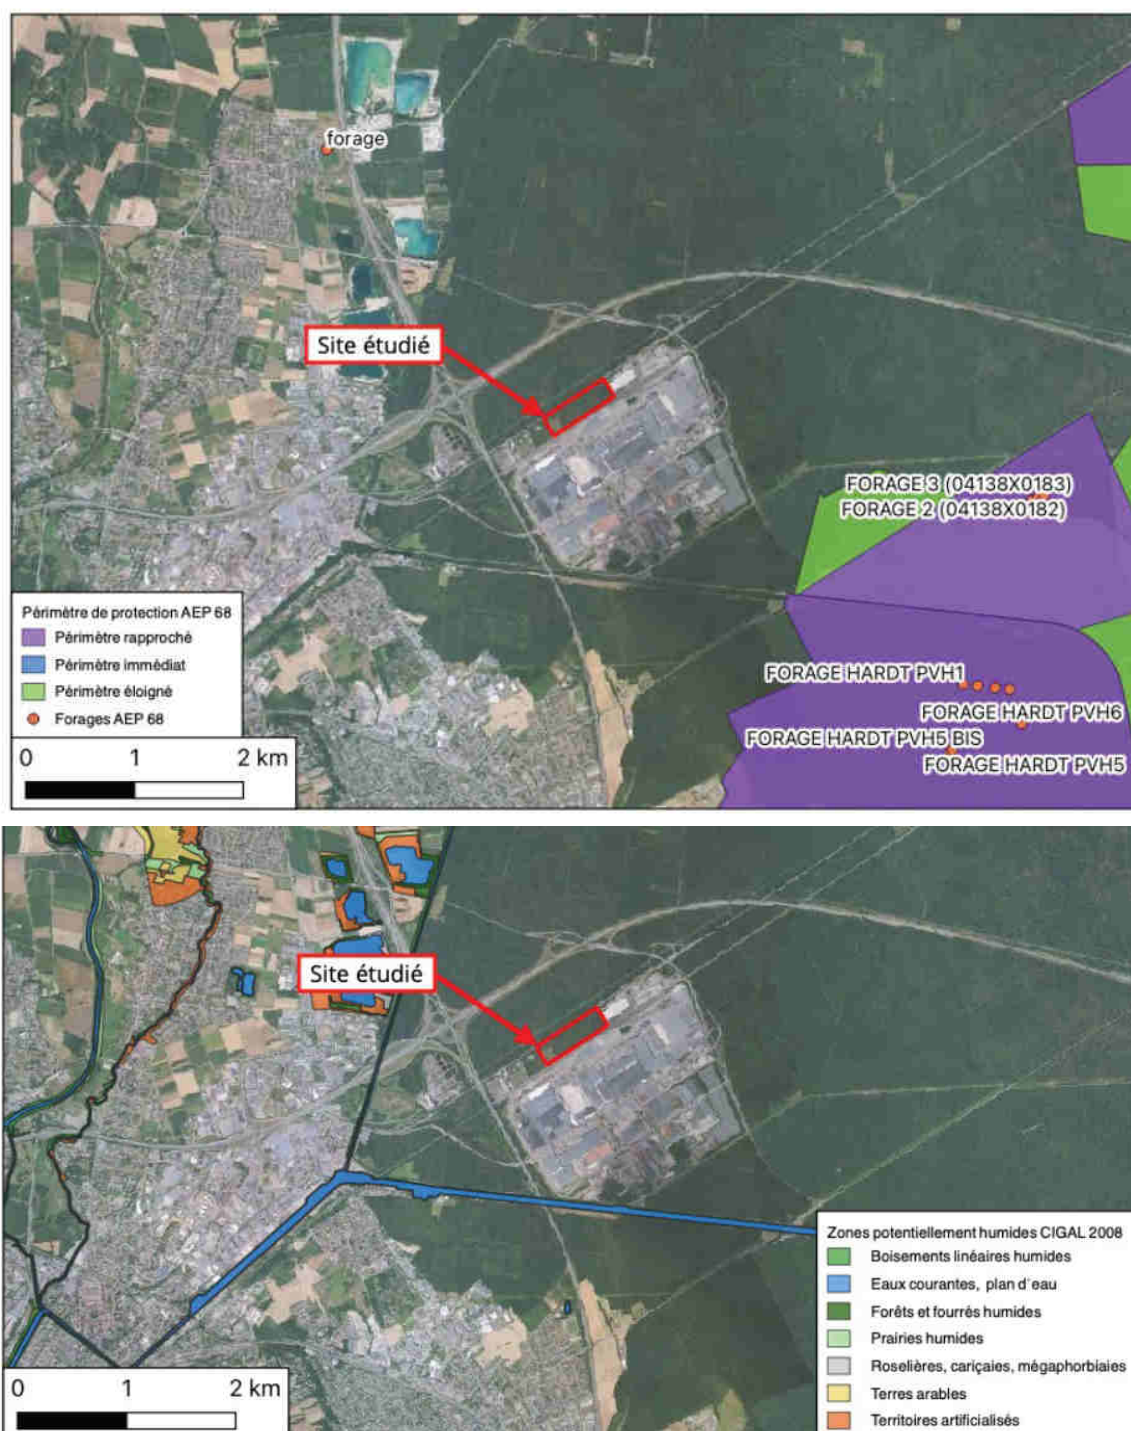 forage
Site étudié
FORAGE 3 (04138X0183)
FORAGE 2 (04138X0182)
FORAGE HARDT PVH1
FORAGE HARDT PVH6
FORAGE HARDT PVH5 BIS
FORAGE HARDT PVH5
Périmètre de protection AEP 68
Périmètre rapproché
Périmètre immédiat
Périmètre éloigné
Forages AEP 68
0 1 2 km
Site étudié
Zones potentiellement humides CIGAL 2008
Boisements linéaires humides
Eaux courantes, plan d'eau
Forêts et fourrés humides
Prairies humides
Roselières, cariçaies, mégaphorbiaies
Terres arables
Territoires artificialisés
0 1 2 km